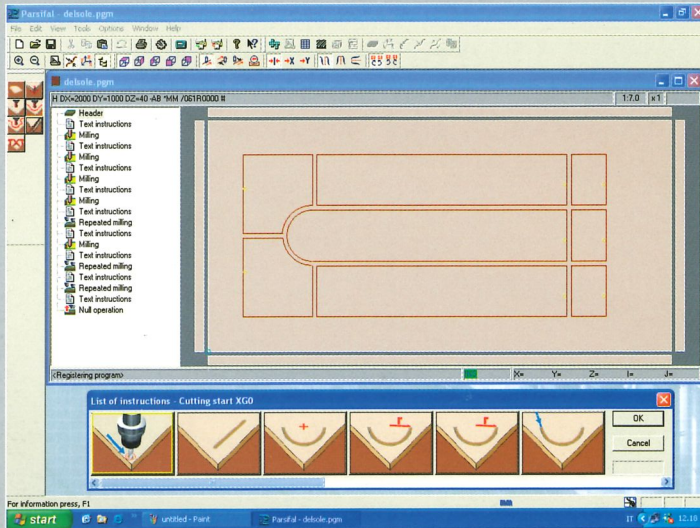 Parsifal - delsole.pgm
File Edit View Tools Options Window Help
delsole.pgm
H DX=2000 DY=1000 DZ=40 -AB *MM /061R0000 #
1:7.0 x1
Header
Text instructions
Milling
Text instructions
Milling
Text instructions
Milling
Text instructions
Milling
Text instructions
Repeated milling
Text instructions
Milling
Text instructions
Repeated milling
Text instructions
Repeated milling
Text instructions
Null operation
<Registering program>
X= Y= Z= I= J=
List of instructions - Cutting start XG0
OK
Cancel
For information press, F1
start
untitled - Paint
Parsifal - delsole.pgm
IT
12.10